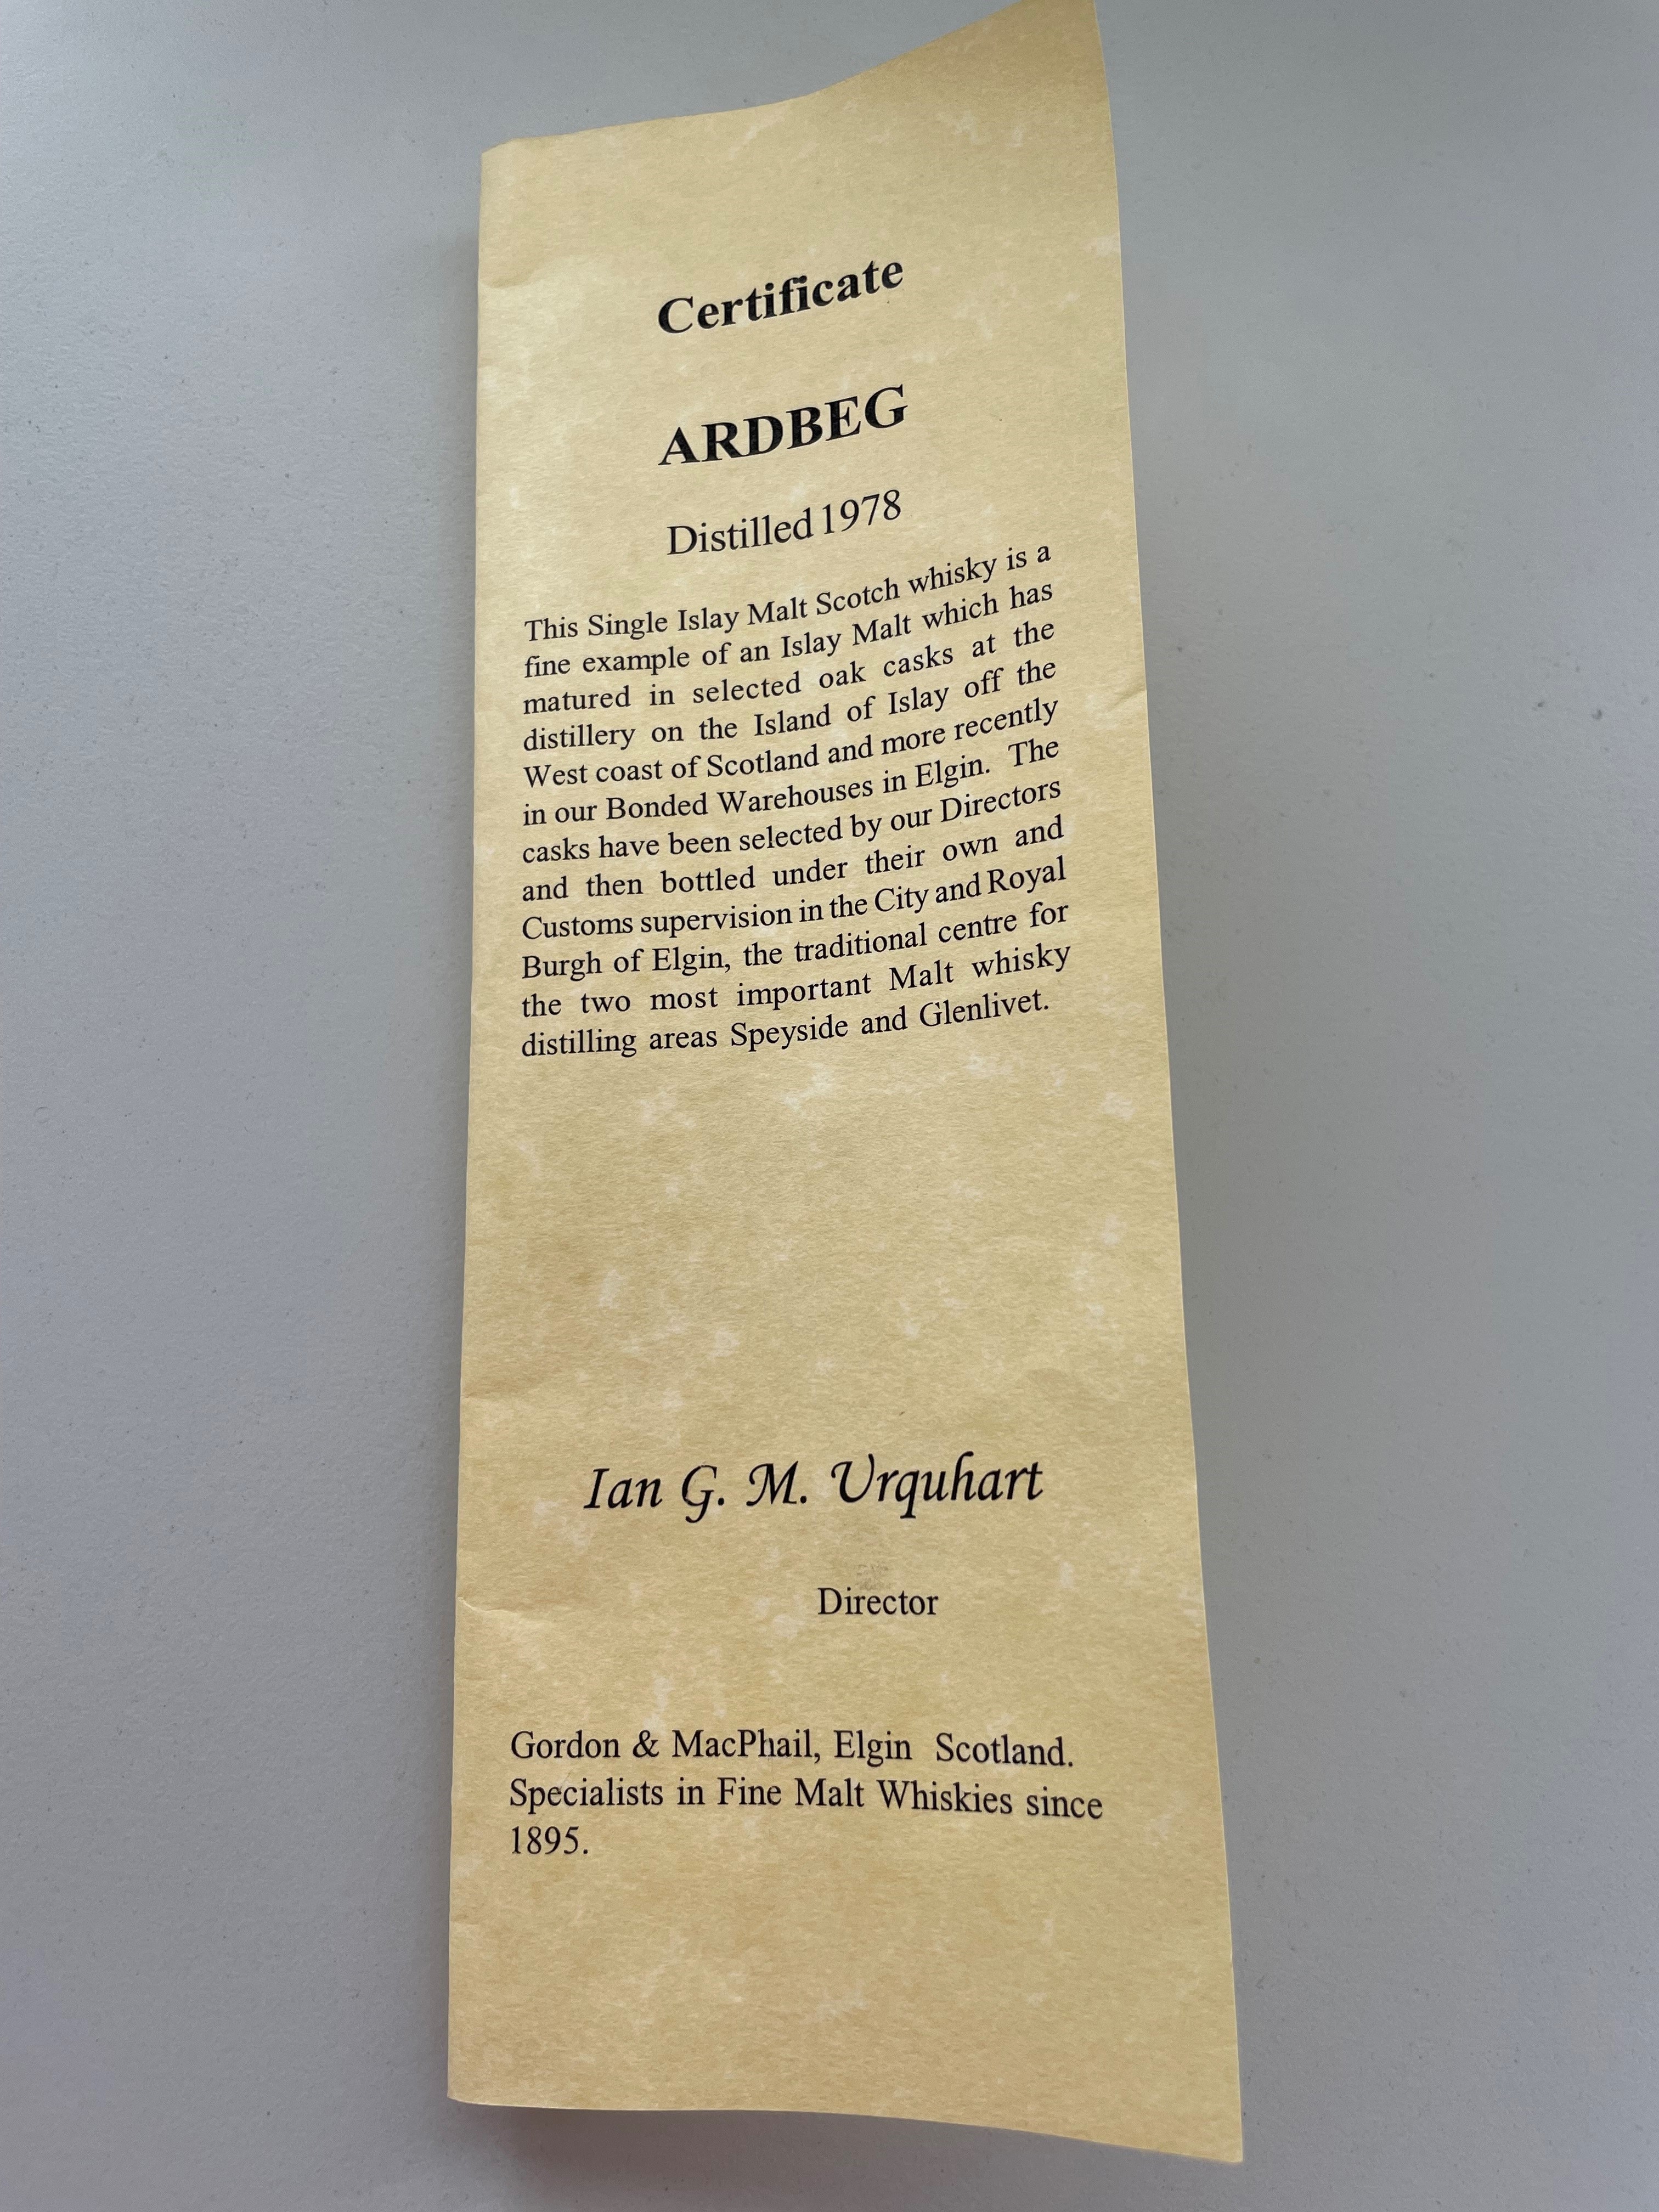 Certificate
ARDBEG
Distilled 1978
This Single Islay Malt Scotch whisky is a
fine example of an Islay Malt which has
matured in selected oak casks at the
distillery on the Island of Islay off the
West coast of Scotland and more recently
in our Bonded Warehouses in Elgin. The
casks have been selected by our Directors
and then bottled under their own and
Customs supervision in the City and Royal
Burgh of Elgin, the traditional centre for
the two most important Malt whisky
distilling areas Speyside and Glenlivet.
Ian G. M. Urquhart
Director
Gordon & MacPhail, Elgin Scotland.
Specialists in Fine Malt Whiskies since
1895.